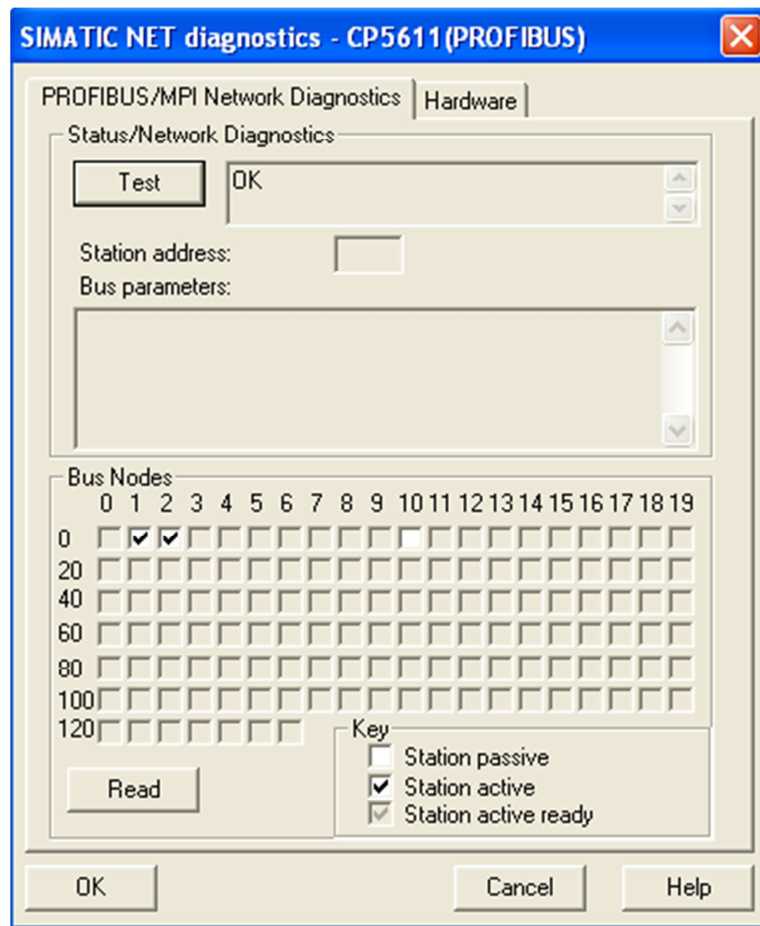 SIMATIC NET diagnostics - CP5611(PROFIBUS)
PROFIBUS/MPI Network Diagnostics Hardware
Status/Network Diagnostics
Test OK
Station address:
Bus parameters:
Bus Nodes
0 1 2 3 4 5 6 7 8 9 10 11 12 13 14 15 16 17 18 19
0
20
40
60
80
100
120
Key
Station passive
Read
Station active
Station active ready
OK Cancel Help